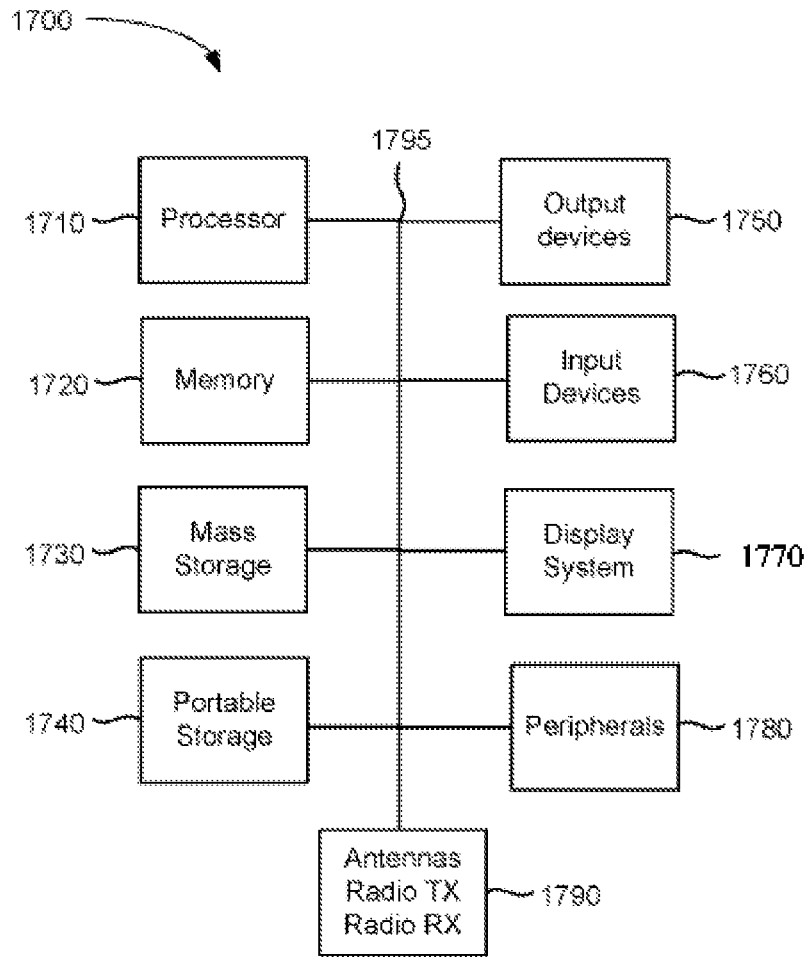 1700
1795
Processor
1710
Output
devices
1750
Memory
1720
Input
Devices
1760
Mass
Storage
1730
Display
System
1770
Portable
Storage
1740
Peripherals
1780
Antennas
Radio TX
Radio RX
1790